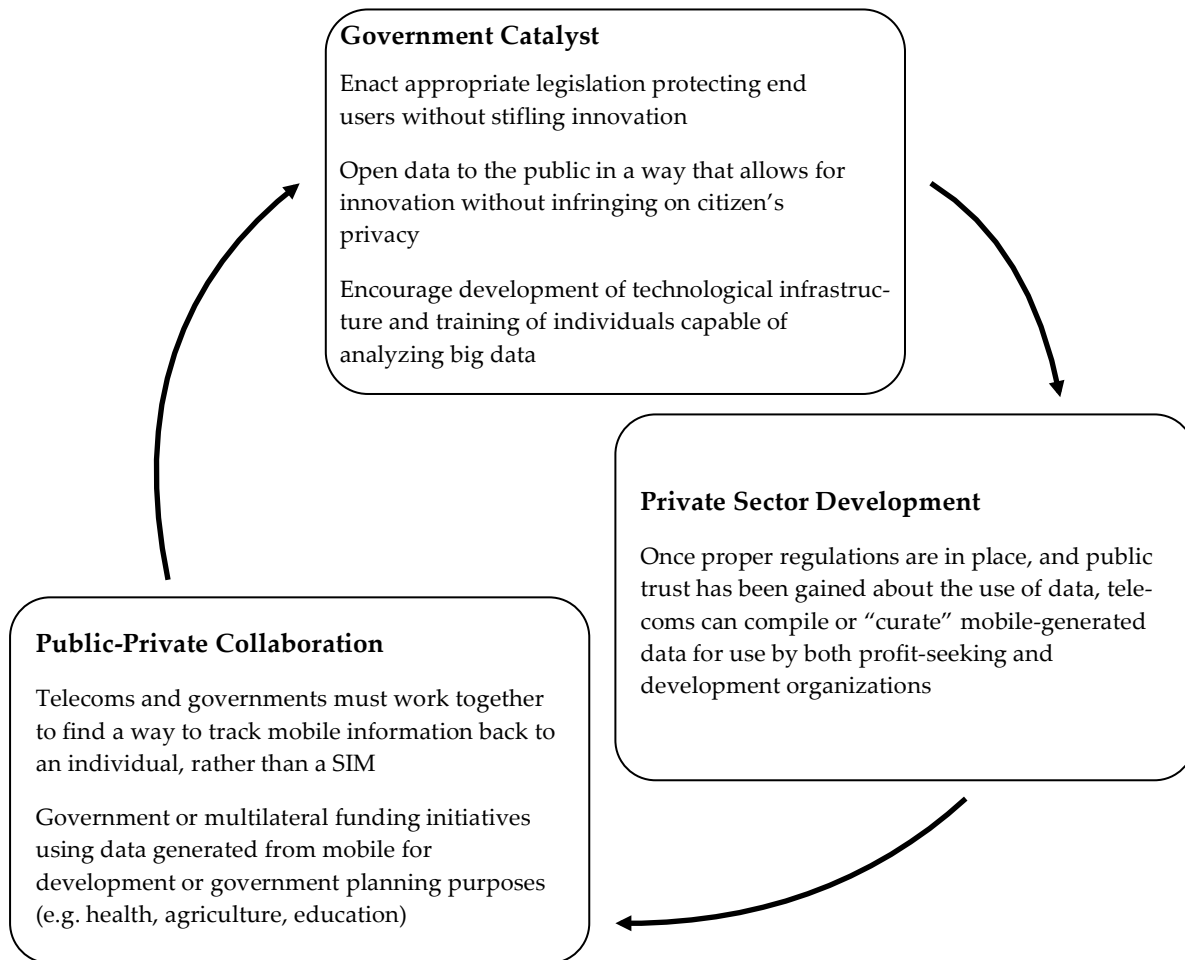 Government Catalyst
Enact appropriate legislation protecting end
users without stifling innovation
Open data to the public in a way that allows for
innovation without infringing on citizen's
privacy
Encourage development of technological infrastruc-
ture and training of individuals capable of
analyzing big data
Private Sector Development
Once proper regulations are in place, and public
trust has been gained about the use of data, tele-
coms can compile or “curate” mobile-generated
data for use by both profit-seeking and
development organizations
Public-Private Collaboration
Telecoms and governments must work together
to find a way to track mobile information back to
an individual, rather than a SIM
Government or multilateral funding initiatives
using data generated from mobile for
development or government planning purposes
(e.g. health, agriculture, education)